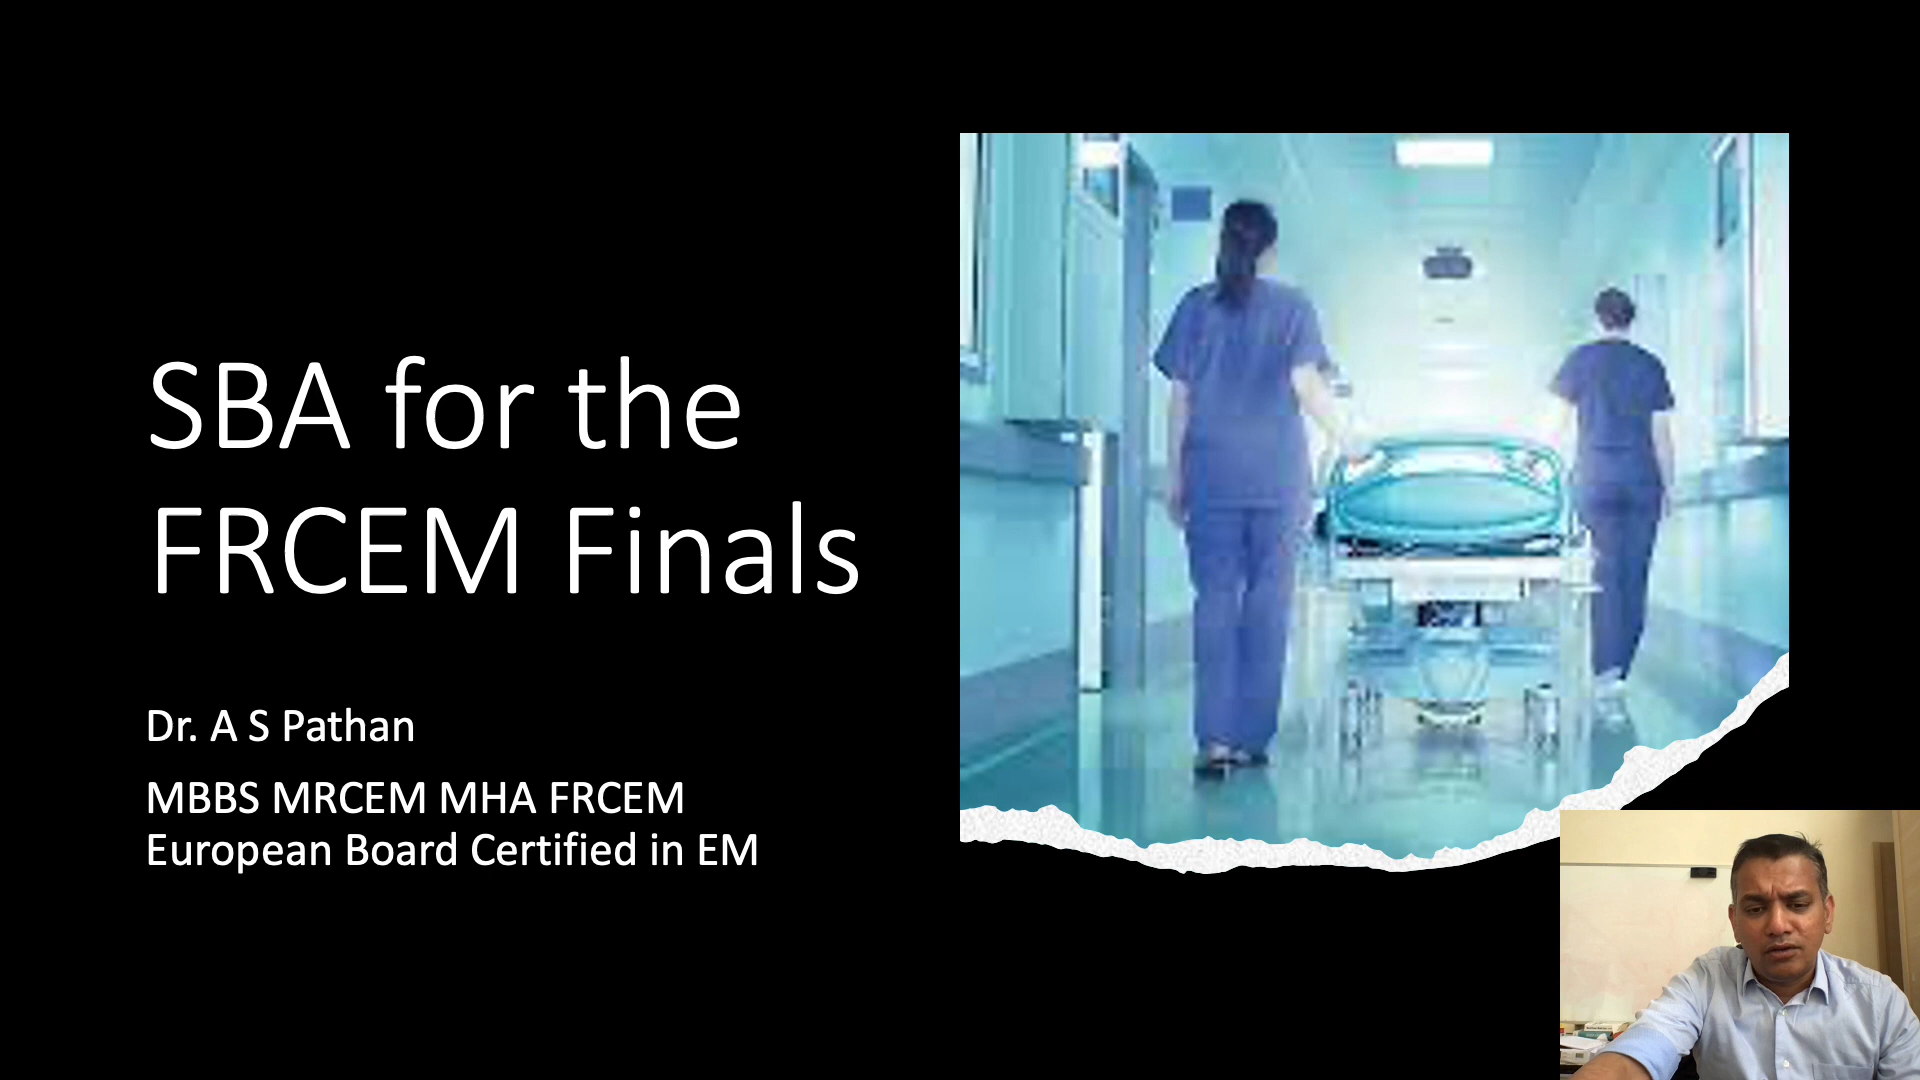 SBA for the
FRCEM Finals
Dr. A S Pathan
MBBS MRCEM MHA FRCEM
European Board Certified in EM